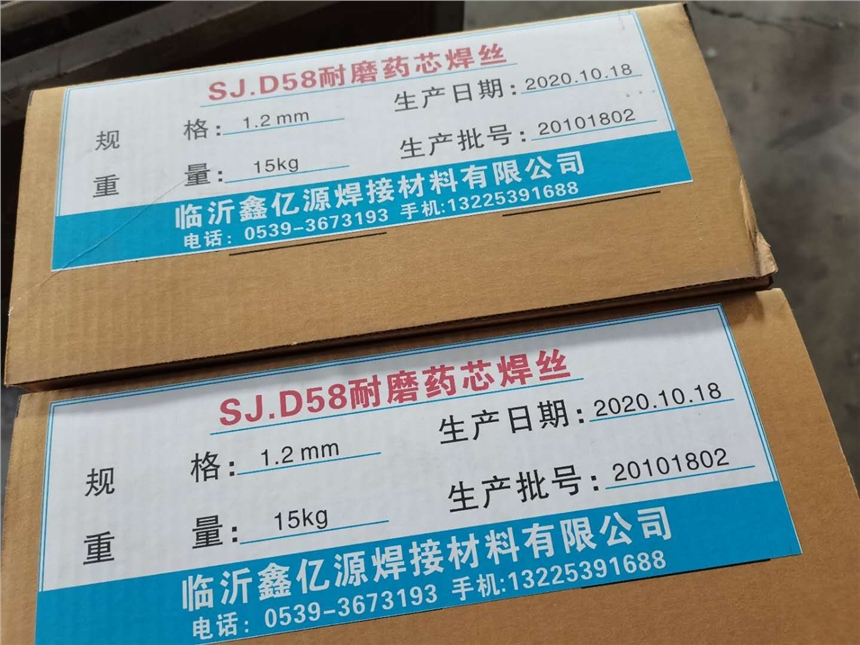 SJ.D58耐磨药芯焊丝
规 格: 1.2mm 生产日期: 2020.10.18
重 量: 15kg 生产批号: 20101802
临沂鑫亿源焊接材料有限公司
电话: 0539-3673193 手机:13225391688
SJ.D58耐磨药芯焊丝
规 格: 1.2mm 生产日期: 2020.10.18
重 量: 15kg 生产批号: 20101802
临沂鑫亿源焊接材料有限公司
电话: 0539-3673193 手机:13225391688